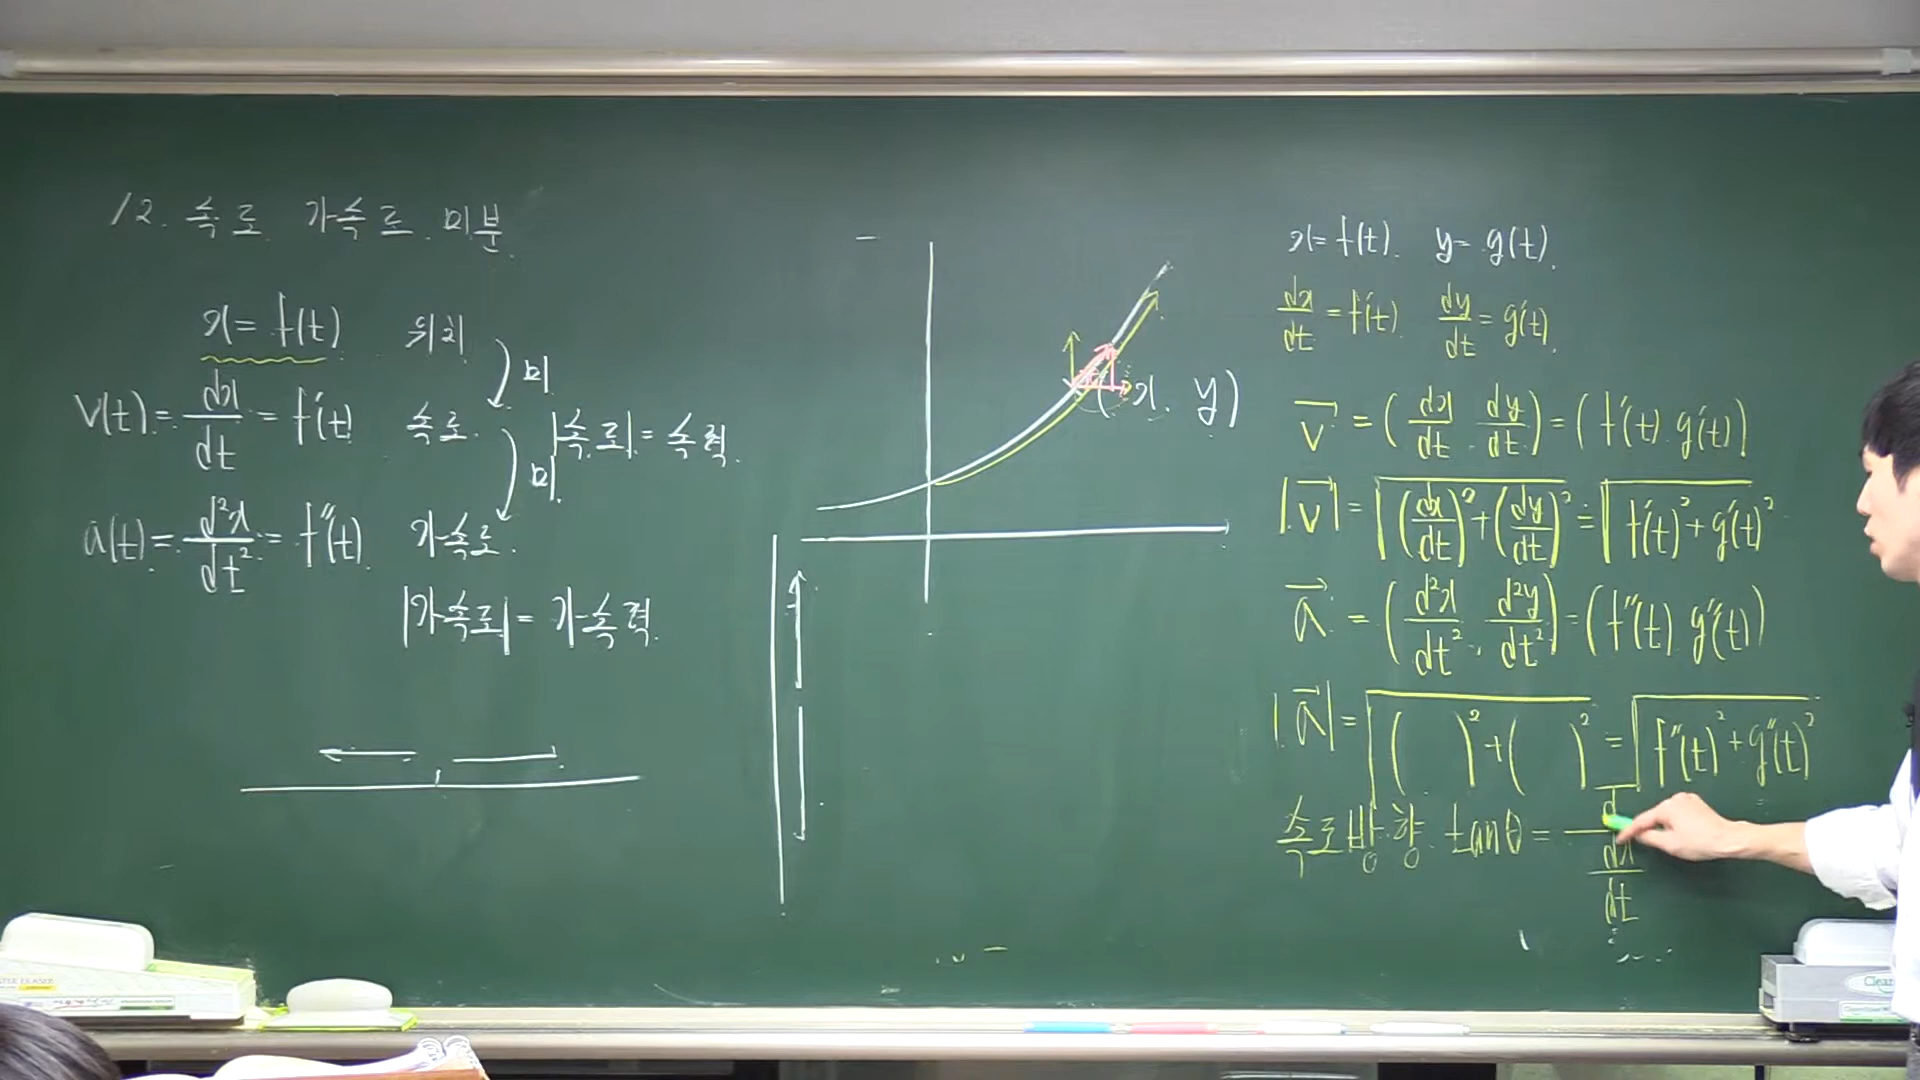 12. 속도 가속도 미분
x = f(t) 위치
미
v(t) = dx/dt = f'(t) 속도
|속도| = 속력
미
a(t) = d²x/dt² = f''(t) 가속도
|가속도| = 가속력
(x, y)
x = f(t) y = g(t)
dx/dt = f'(t) dy/dt = g'(t)
v⃗ = (dx/dt, dy/dt) = (f'(t), g'(t))
|v⃗| = √((dx/dt)² + (dy/dt)²) = √(f'(t)² + g'(t)²)
a⃗ = (d²x/dt², d²y/dt²) = (f''(t), g''(t))
|a⃗| = √(( )² + ( )²) = √(f''(t)² + g''(t)²)
속도방향 tanθ = d / (dx/dt)